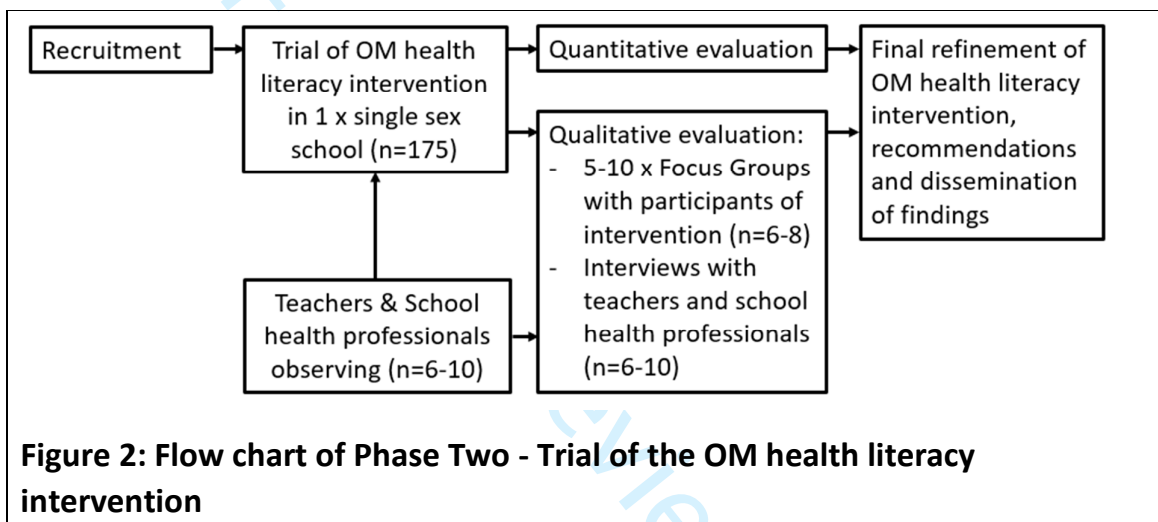 Recruitment
Trial of OM health
literacy intervention
in 1 x single sex
school (n=175)
Teachers & School
health professionals
observing (n=6-10)
Quantitative evaluation
Qualitative evaluation:
- 5-10 x Focus Groups
with participants of
intervention (n=6-8)
- Interviews with
teachers and school
health professionals
(n=6-10)
Final refinement of
OM health literacy
intervention,
recommendations
and dissemination
of findings
Figure 2: Flow chart of Phase Two - Trial of the OM health literacy
intervention